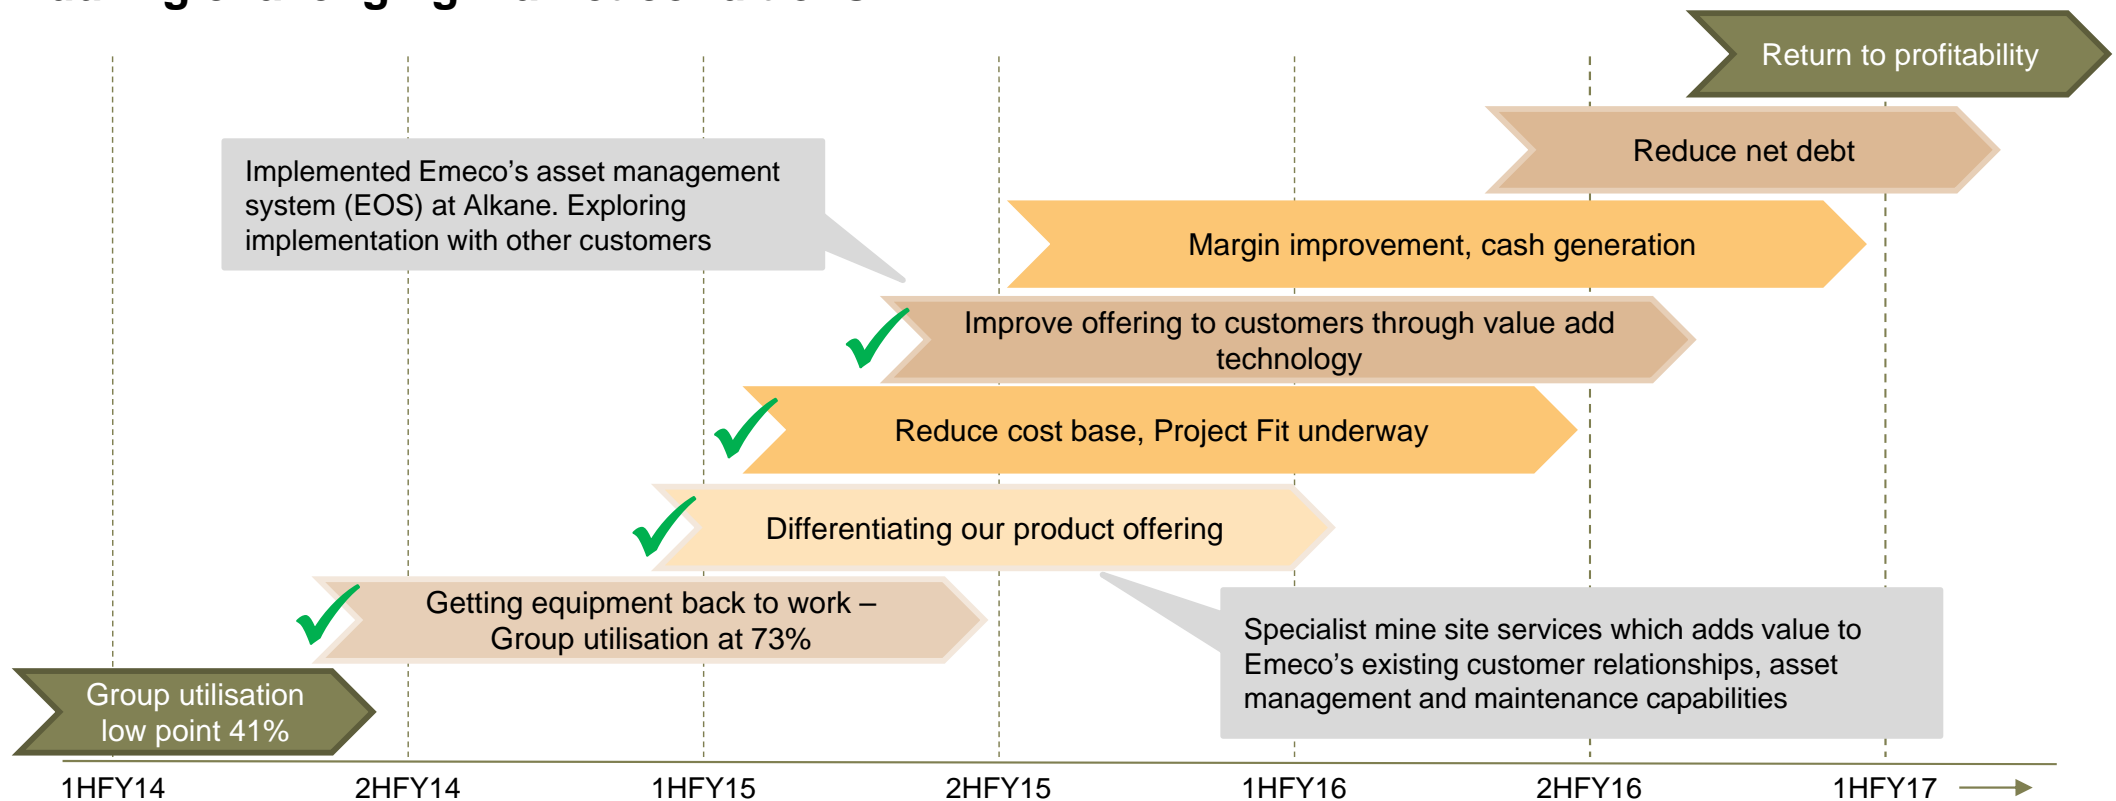 Return to profitability
Reduce net debt
Implemented Emeco’s asset management
system (EOS) at Alkane. Exploring
implementation with other customers
Margin improvement, cash generation
Improve offering to customers through value add
technology
Reduce cost base, Project Fit underway
Differentiating our product offering
Getting equipment back to work –
Group utilisation at 73%
Specialist mine site services which adds value to
Emeco’s existing customer relationships, asset
management and maintenance capabilities
Group utilisation
low point 41%
1HFY14 2HFY14 1HFY15 2HFY15 1HFY16 2HFY16 1HFY17